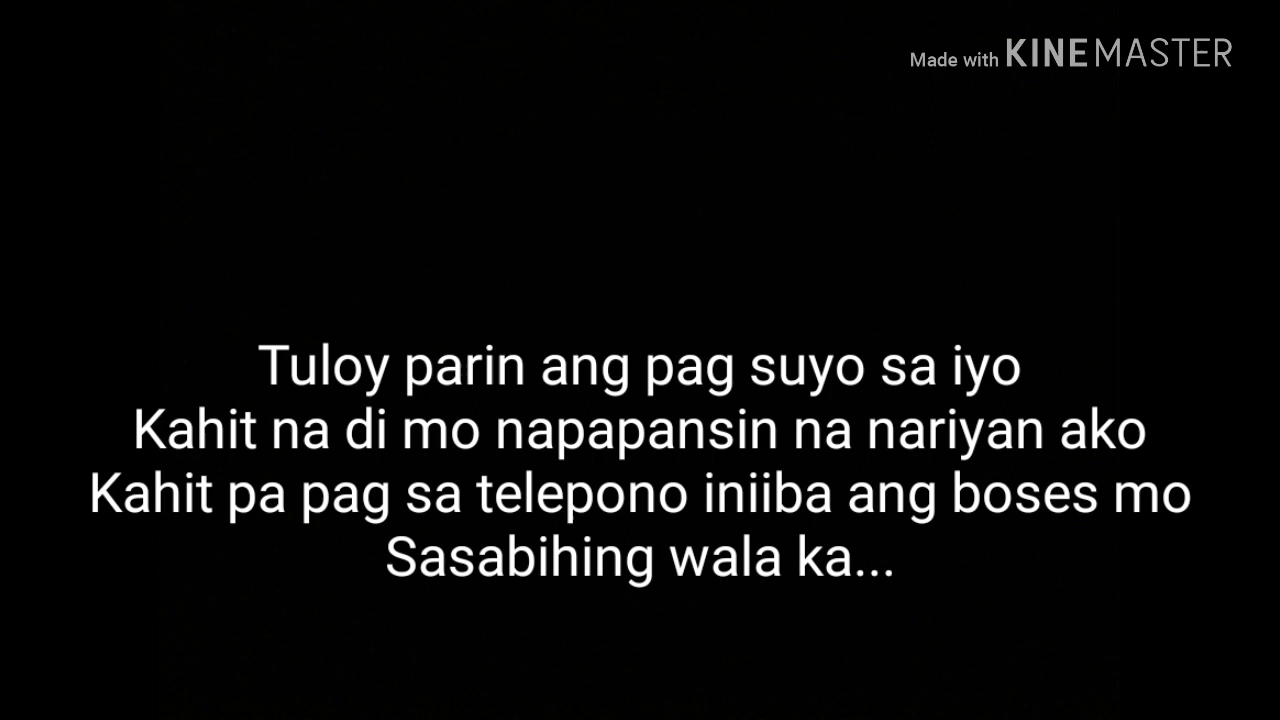 Made with KINEMASTER
Tuloy parin ang pag suyo sa iyo
Kahit na di mo napapansin na nariyan ako
Kahit pa pag sa telepono iniiba ang boses mo
Sasabihing wala ka...